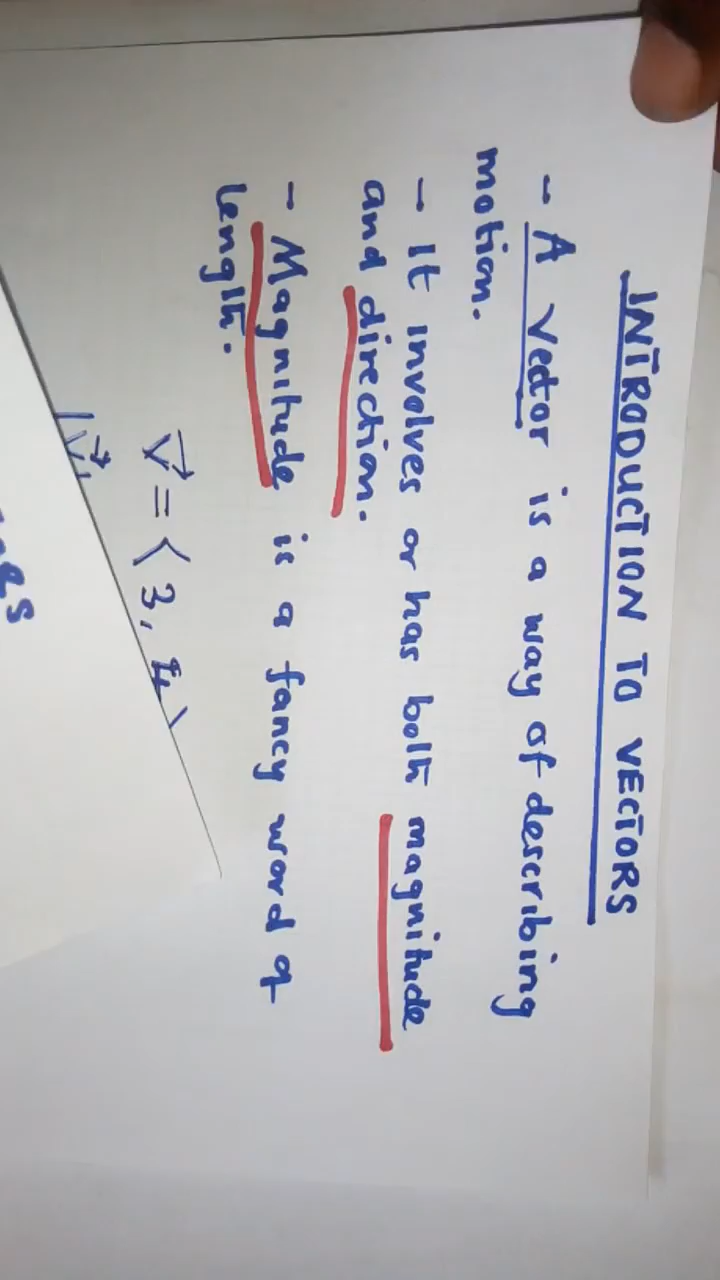 INTRODUCTION TO VECTORS
- A vector is a way of describing
motion.
- It involves or has both magnitude
and direction.
- Magnitude is a fancy word of
length.
v⃗ = ⟨3, 4⟩
|v⃗|